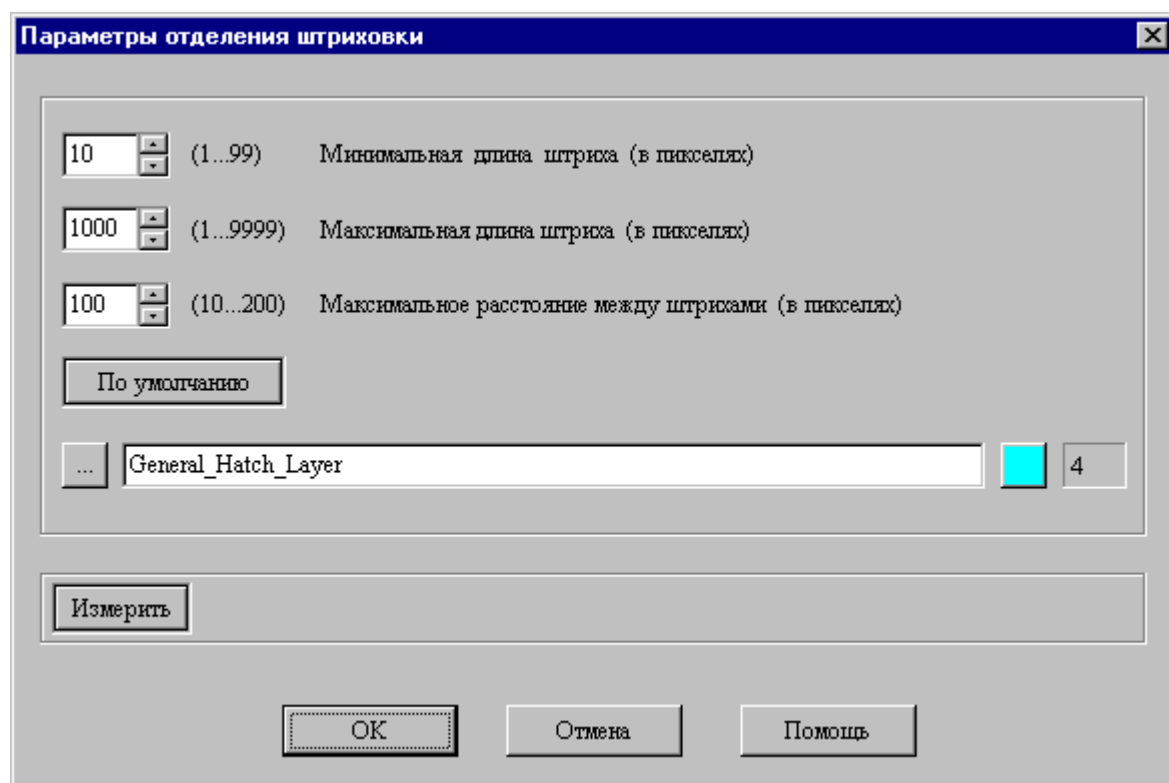 Параметры отделения штриховки
10 (1...99) Минимальная длина штриха (в пикселях)
1000 (1...9999) Максимальная длина штриха (в пикселях)
100 (10...200) Максимальное расстояние между штрихами (в пикселях)
По умолчанию
... General_Hatch_Layer 4
Измерить
OK Отмена Помощь